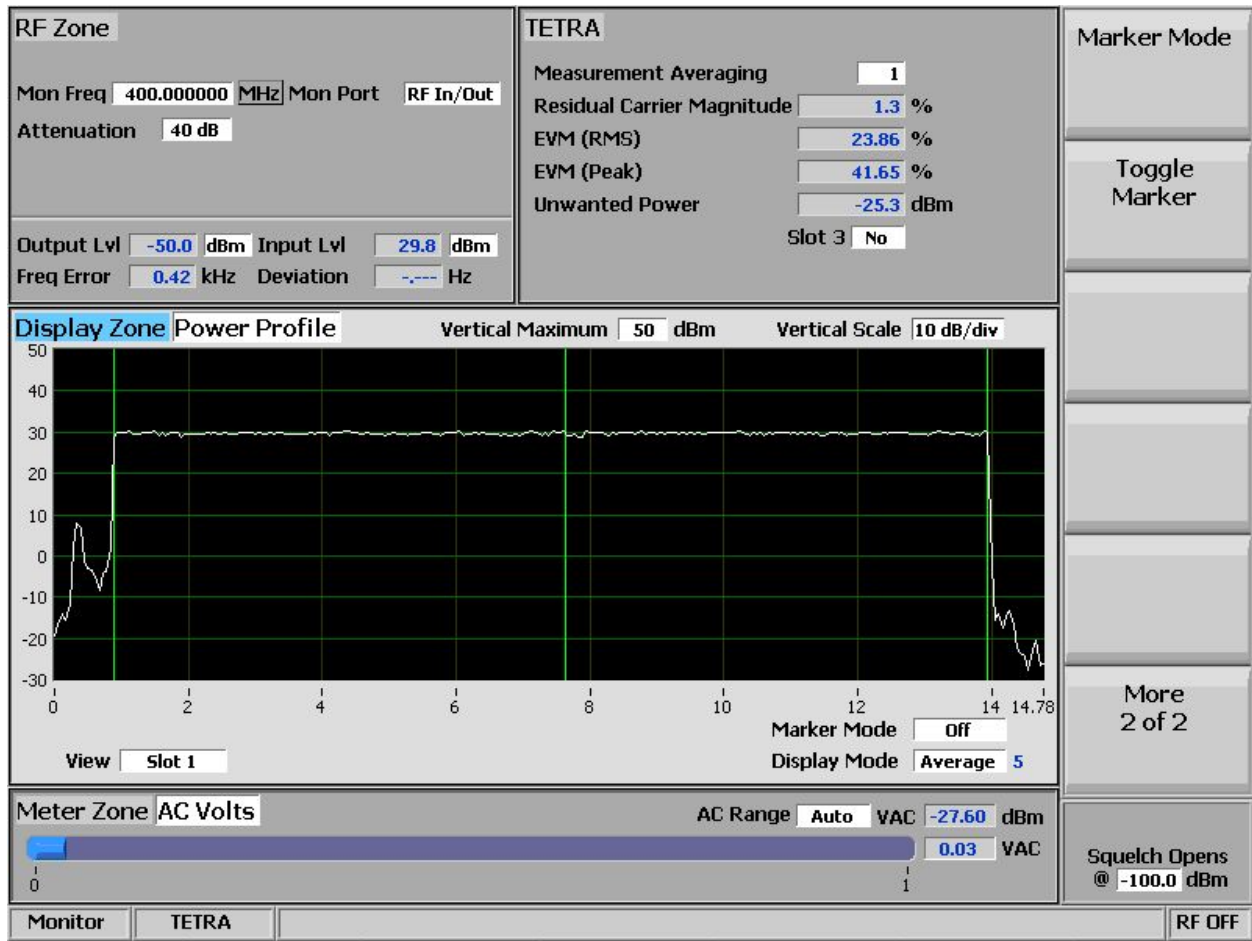 RF Zone
Mon Freq 400.000000 MHz Mon Port RF In/Out
Attenuation 40 dB
Output Lvl -50.0 dBm Input Lvl 29.8 dBm
Freq Error 0.42 kHz Deviation -.--- Hz
TETRA
Measurement Averaging 1
Residual Carrier Magnitude 1.3 %
EVM (RMS) 23.86 %
EVM (Peak) 41.65 %
Unwanted Power -25.3 dBm
Slot 3 No
Display Zone Power Profile Vertical Maximum 50 dBm Vertical Scale 10 dB/div
50
40
30
20
10
0
-10
-20
-30
0 2 4 6 8 10 12 14 14.78
Marker Mode Off
View Slot 1 Display Mode Average 5
Meter Zone AC Volts AC Range Auto VAC -27.60 dBm
0.03 VAC
0 1
Marker Mode
Toggle
Marker
More
2 of 2
Squelch Opens
@ -100.0 dBm
Monitor TETRA RF OFF